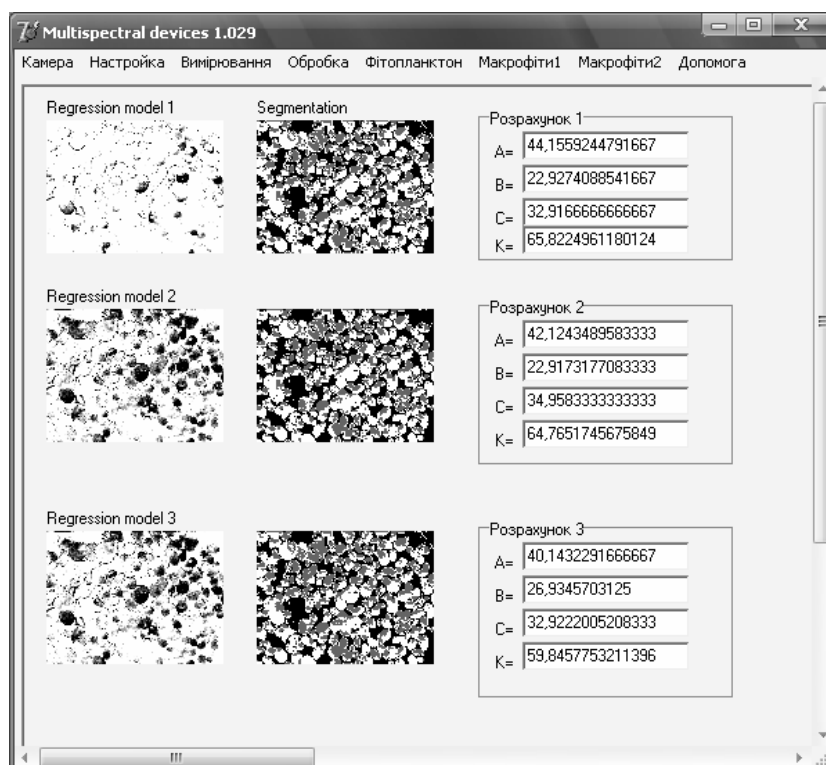 Multispectral devices 1.029
Камера Настройка Вимірювання Обробка Фітопланктон Макрофіти1 Макрофіти2 Допомога
Regression model 1
Segmentation
Розрахунок 1
A= 44,1559244791667
B= 22,9274088541667
C= 32,9166666666667
K= 65,8224961180124
Regression model 2
Розрахунок 2
A= 42,1243489583333
B= 22,9173177083333
C= 34,9583333333333
K= 64,7651745675849
Regression model 3
Розрахунок 3
A= 40,1432291666667
B= 26,9345703125
C= 32,9222005208333
K= 59,8457753211396